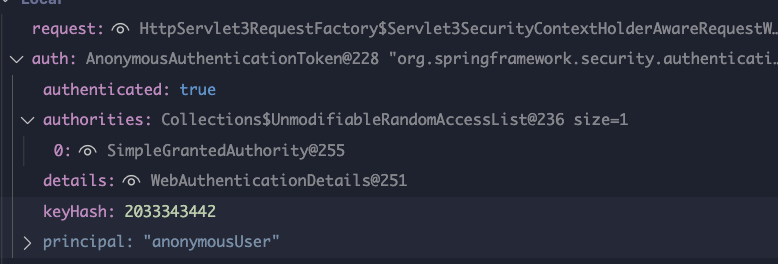 Local
request: HttpServlet3RequestFactory$Servlet3SecurityContextHolderAwareRequestW…
auth: AnonymousAuthenticationToken@228 "org.springframework.security.authenticati…
authenticated: true
authorities: Collections$UnmodifiableRandomAccessList@236 size=1
0: SimpleGrantedAuthority@255
details: WebAuthenticationDetails@251
keyHash: 2033343442
principal: "anonymousUser"